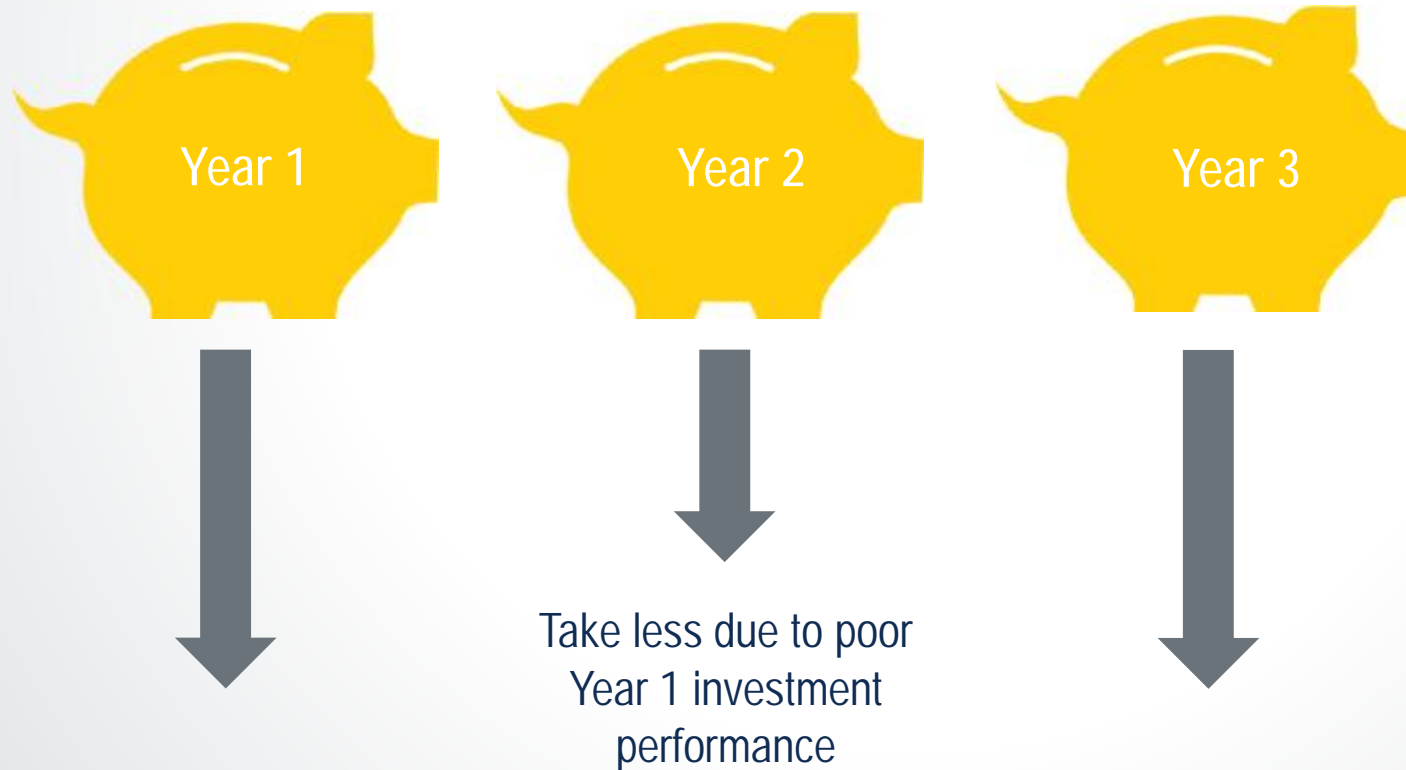 Year 1
Year 2
Year 3
Take less due to poor
Year 1 investment
performance